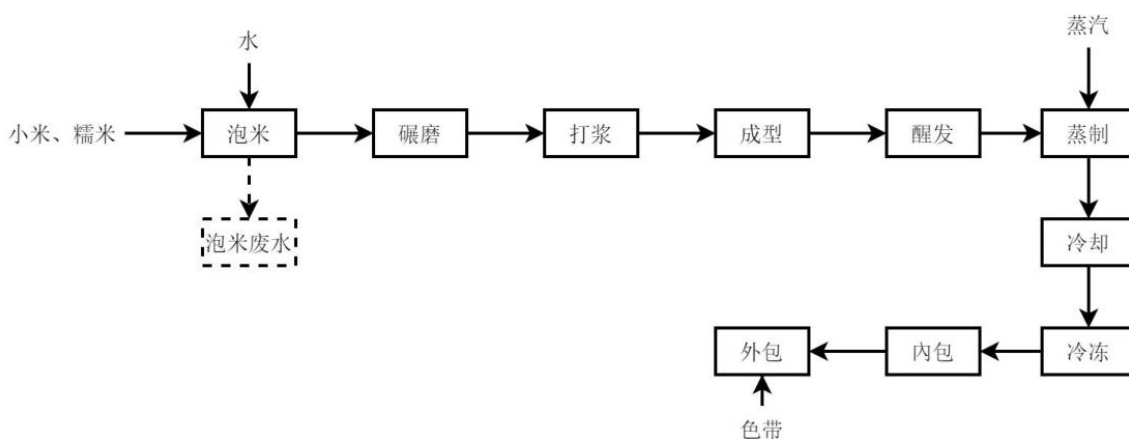 水
蒸汽
小米、糯米
泡米
碾磨
打浆
成型
醒发
蒸制
泡米废水
冷却
外包
內包
冷冻
色带